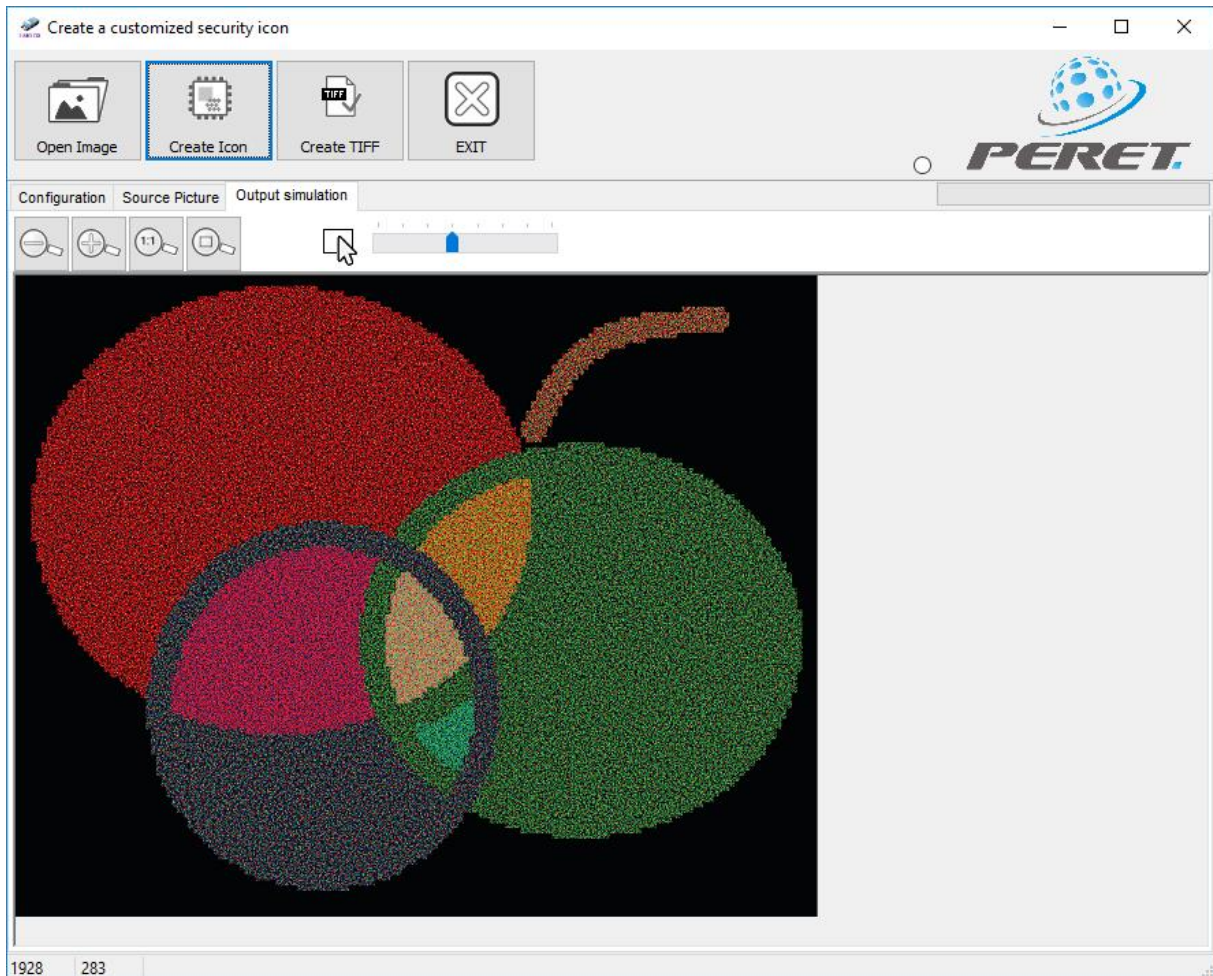 Create a customized security icon
Open Image
Create Icon
TIFF
Create TIFF
EXIT
PERET.
Configuration
Source Picture
Output simulation
1:1
1928
283